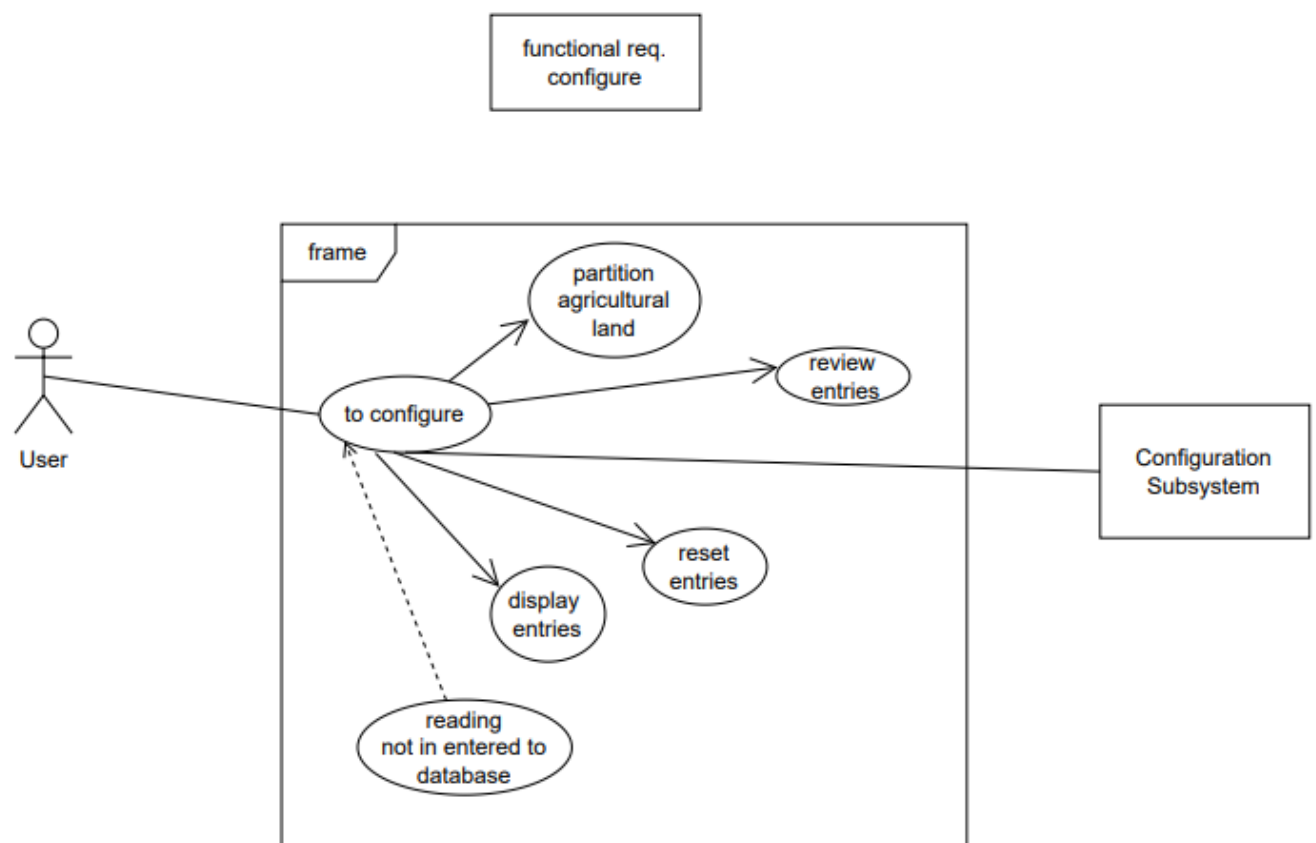 functional req.
configure
frame
partition
agricultural
land
review
entries
to configure
User
Configuration
Subsystem
reset
entries
display
entries
reading
not in entered to
database